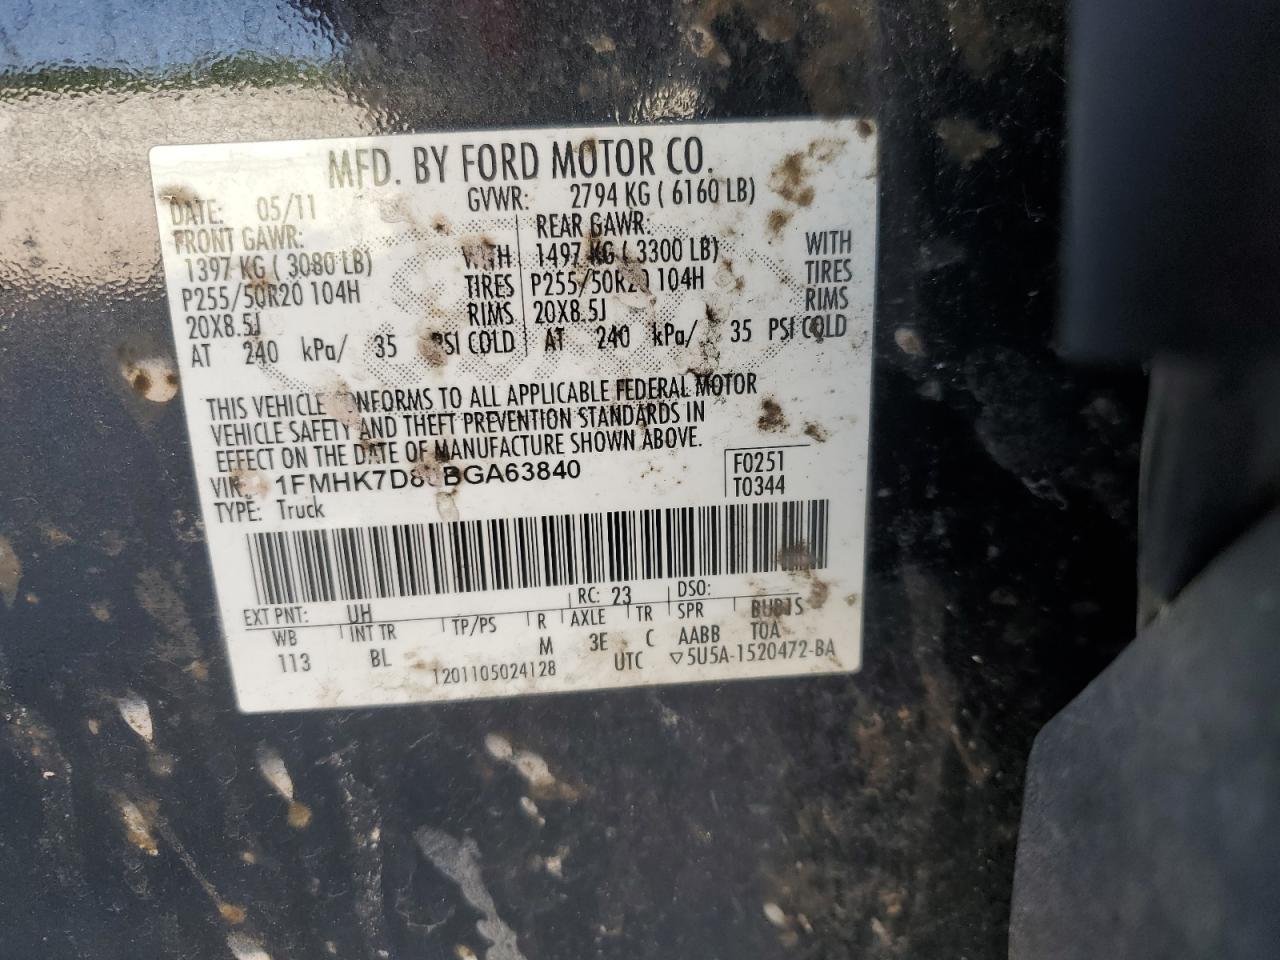 MFD. BY FORD MOTOR CO.
DATE: 05/11 GVWR: 2794 KG ( 6160 LB)
FRONT GAWR: REAR GAWR:
1397 KG ( 3080 LB) WITH 1497 KG ( 3300 LB) WITH
P255/50R20 104H TIRES P255/50R20 104H TIRES
20X8.5J RIMS 20X8.5J RIMS
AT 240 kPa/ 35 PSI COLD AT 240 kPa/ 35 PSI COLD
THIS VEHICLE CONFORMS TO ALL APPLICABLE FEDERAL MOTOR
VEHICLE SAFETY AND THEFT PREVENTION STANDARDS IN
EFFECT ON THE DATE OF MANUFACTURE SHOWN ABOVE.
VIN: F0251
TYPE: Truck T0344
EXT PNT: UH RC: 23 DSO:
WB INT TR TP/PS R AXLE TR SPR
113 BL M 3E C AABB TOA
1201105024128 UTC ▽5U5A-1520472-BA